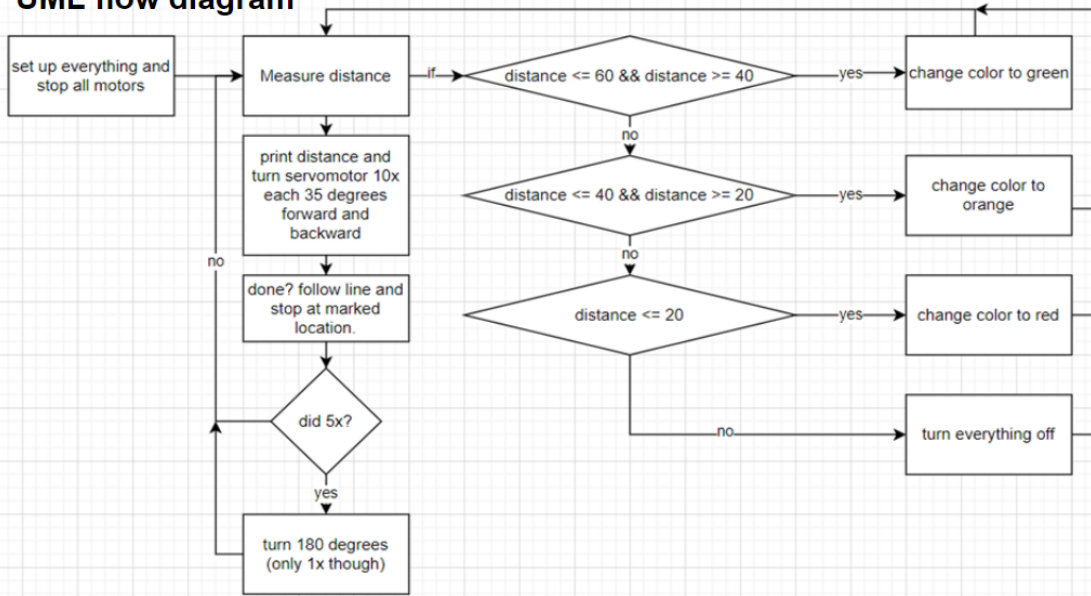 UML flow diagram
set up everything and
stop all motors
Measure distance
if
distance <= 60 && distance >= 40
yes
change color to green
no
print distance and
turn servomotor 10x
each 35 degrees
forward and
backward
distance <= 40 && distance >= 20
yes
change color to
orange
no
no
done? follow line and
stop at marked
location.
distance <= 20
yes
change color to red
did 5x?
no
turn everything off
yes
turn 180 degrees
(only 1x though)